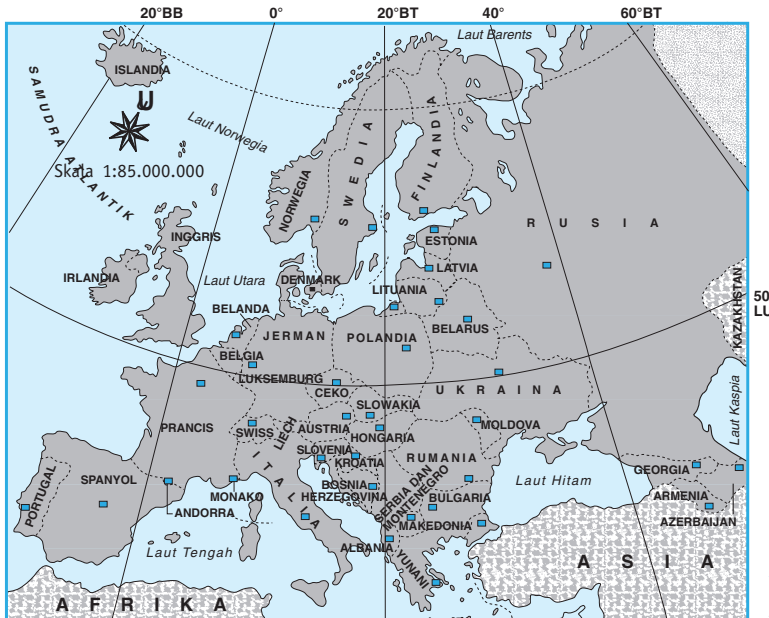 20°BB
0°
20°BT
40°
60°BT
Laut Barents
ISLANDIA
U
SAMUDRA ATLANTIK
Skala 1:85.000.000
Laut Norwegia
NORWEGIA
SWEDIA
FINLANDIA
RUSIA
INGGRIS
ESTONIA
IRLANDIA
Laut Utara
DENMARK
LATVIA
LITUANIA
KAZAKHSTAN
50
LU
BELANDA
JERMAN
POLANDIA
BELARUS
BELGIA
LUKSEMBURG
CEKO
UKRAINA
Laut Kaspia
SLOWAKIA
PRANCIS
SWISS
LIECH
AUSTRIA
HONGARIA
MOLDOVA
SLOVENIA
KROATIA
RUMANIA
ITALIA
GEORGIA
PORTUGAL
SPANYOL
BOSNIA
HERZEGOVINA
SERBIA DAN
MONTENEGRO
Laut Hitam
MONAKO
BULGARIA
ARMENIA
ANDORRA
MAKEDONIA
AZERBAIJAN
Laut Tengah
ALBANIA
YUNANI
ASIA
AFRIKA